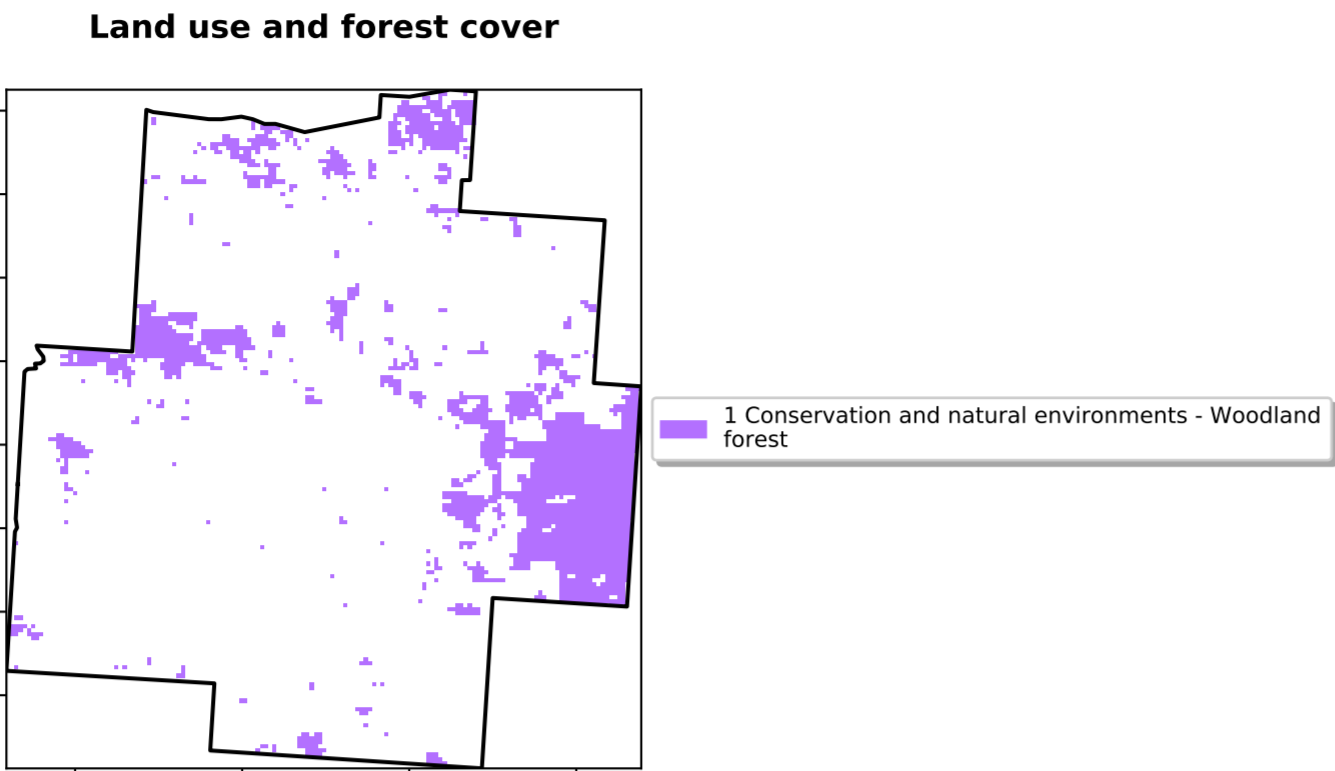 Land use and forest cover
1 Conservation and natural environments - Woodland
forest